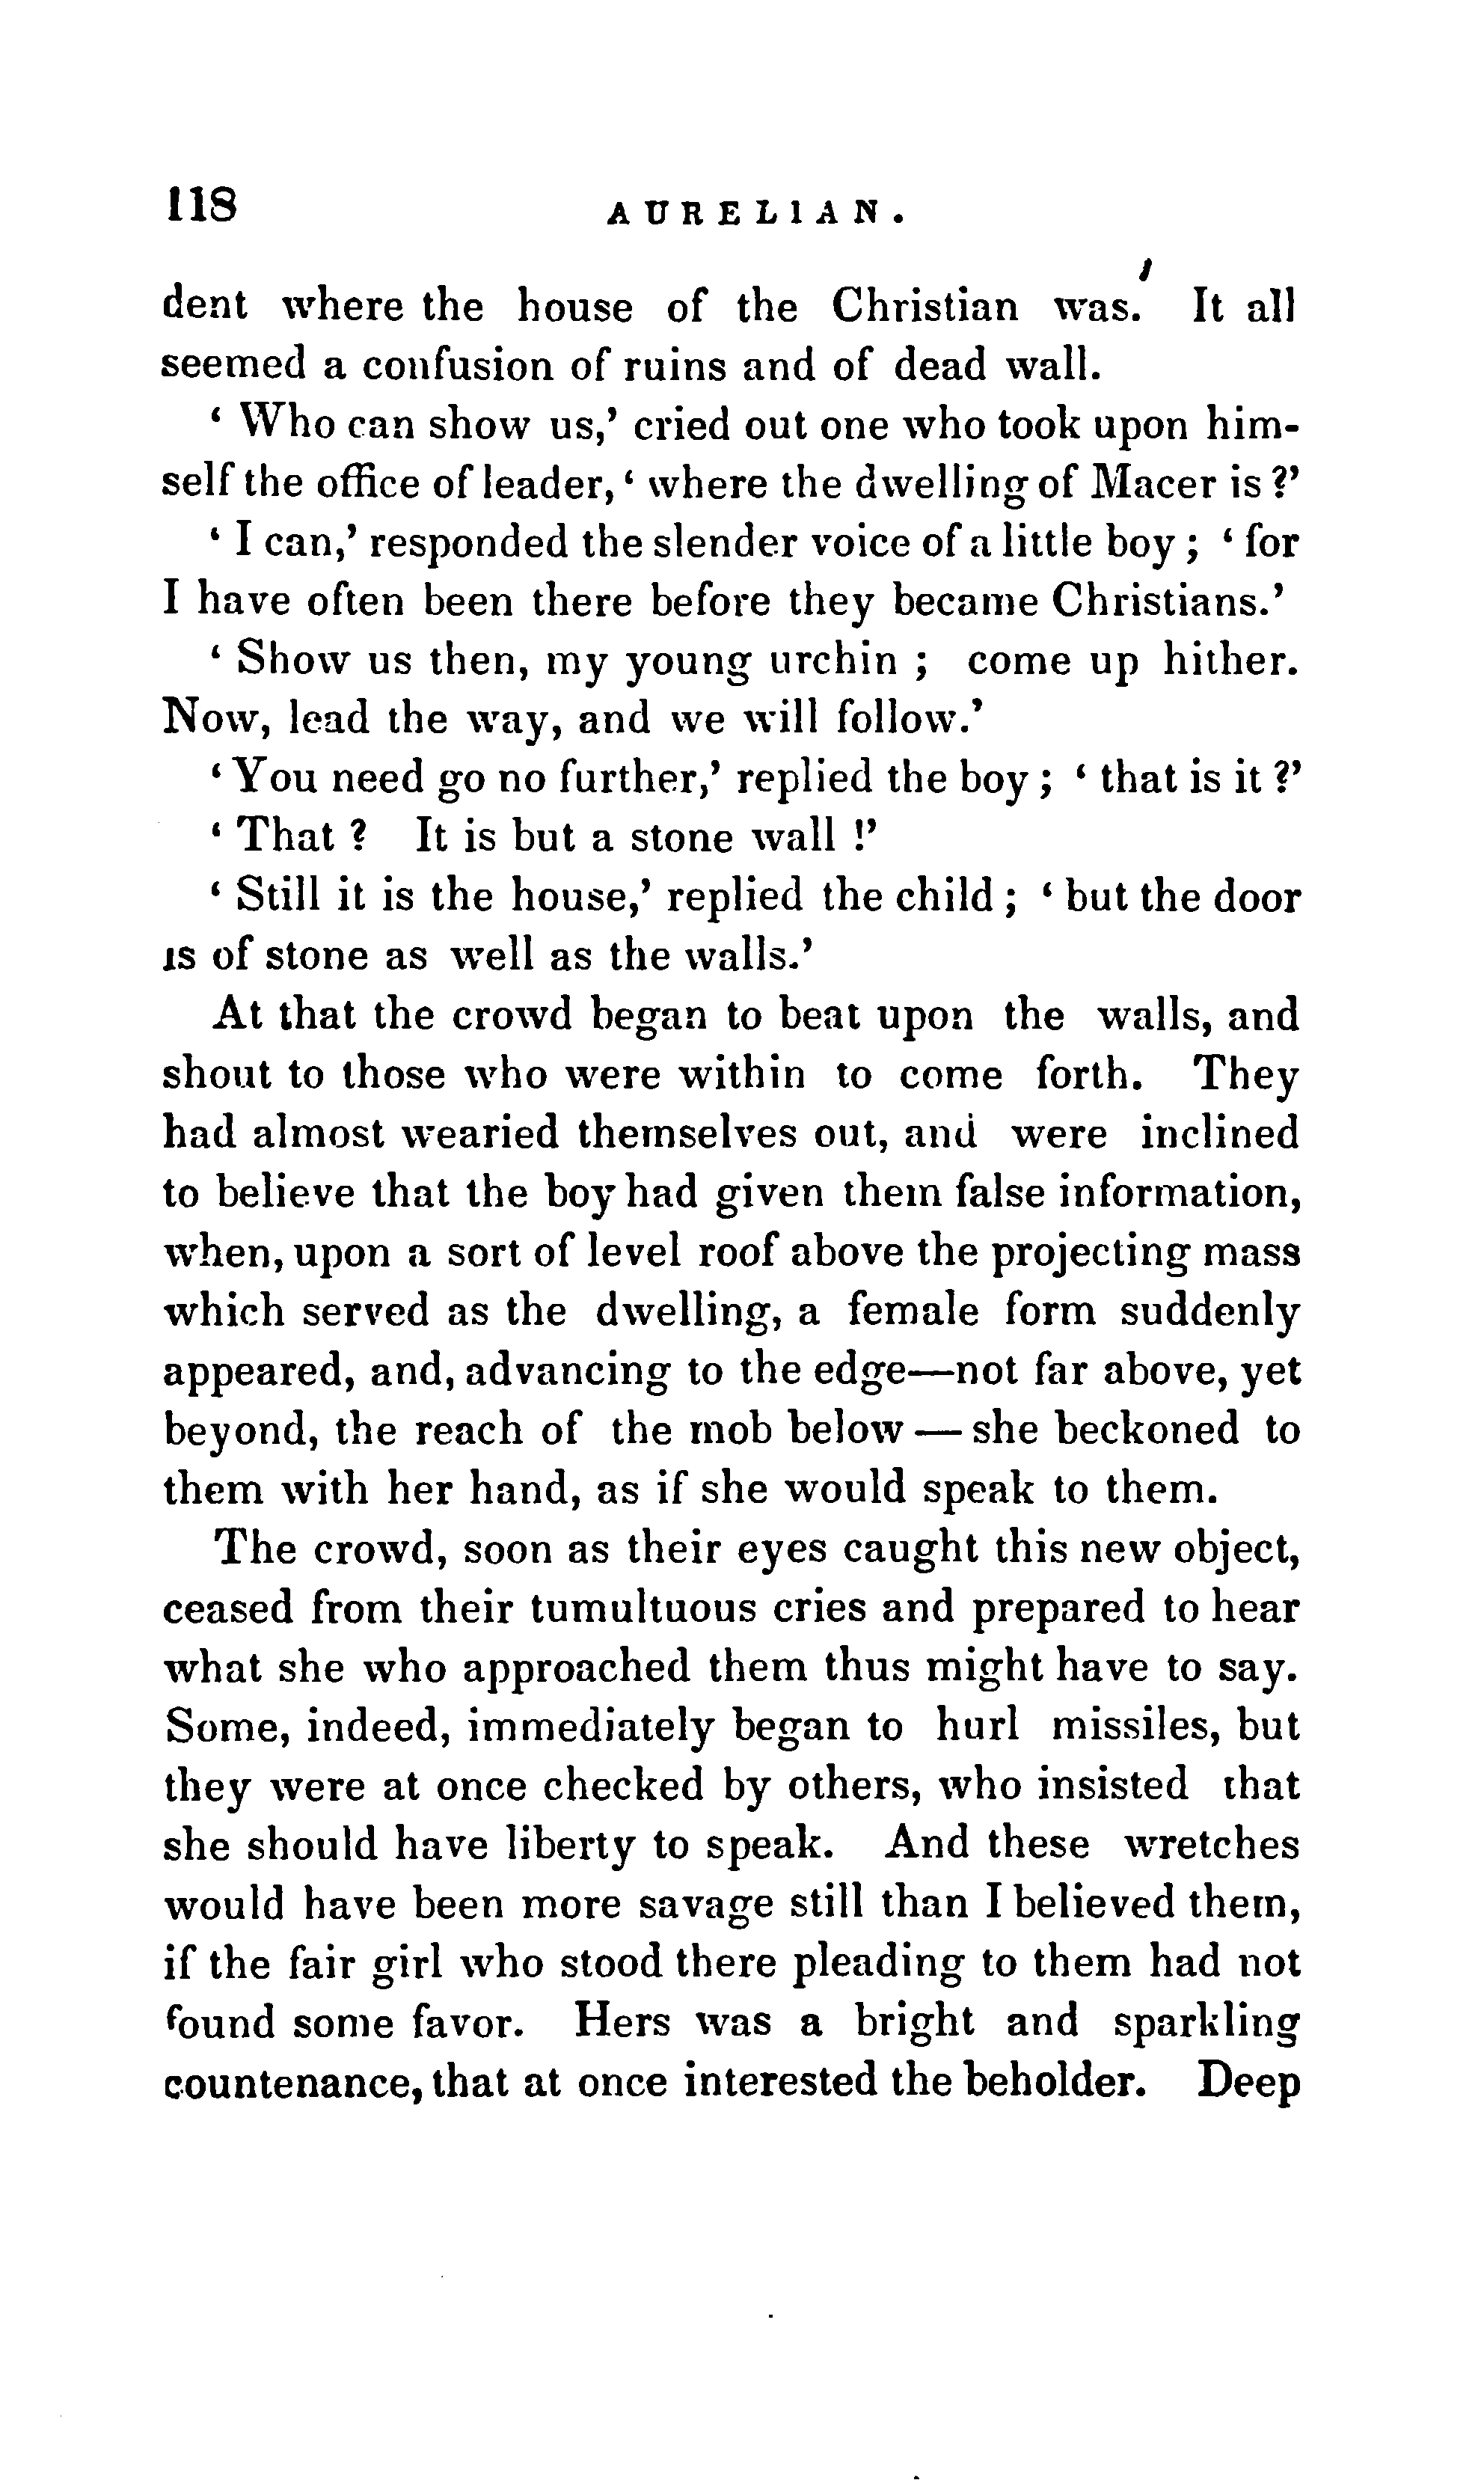 118 AURELIAN.
dent where the house of the Christian was. It all
seemed a confusion of ruins and of dead wall.
‘ Who can show us,’ cried out one who took upon him-
self the office of leader, ‘ where the dwelling of Macer is ?’
‘ I can,’ responded the slender voice of a little boy ; ‘ for
I have often been there before they became Christians.’
‘ Show us then, my young urchin ; come up hither.
Now, lead the way, and we will follow.’
‘ You need go no further,’ replied the boy ; ‘ that is it ?’
‘ That ? It is but a stone wall !’
‘ Still it is the house,’ replied the child ; ‘ but the door
is of stone as well as the walls.’
At that the crowd began to beat upon the walls, and
shout to those who were within to come forth. They
had almost wearied themselves out, and were inclined
to believe that the boy had given them false information,
when, upon a sort of level roof above the projecting mass
which served as the dwelling, a female form suddenly
appeared, and, advancing to the edge—not far above, yet
beyond, the reach of the mob below — she beckoned to
them with her hand, as if she would speak to them.
The crowd, soon as their eyes caught this new object,
ceased from their tumultuous cries and prepared to hear
what she who approached them thus might have to say.
Some, indeed, immediately began to hurl missiles, but
they were at once checked by others, who insisted that
she should have liberty to speak. And these wretches
would have been more savage still than I believed them,
if the fair girl who stood there pleading to them had not
found some favor. Hers was a bright and sparkling
countenance, that at once interested the beholder. Deep